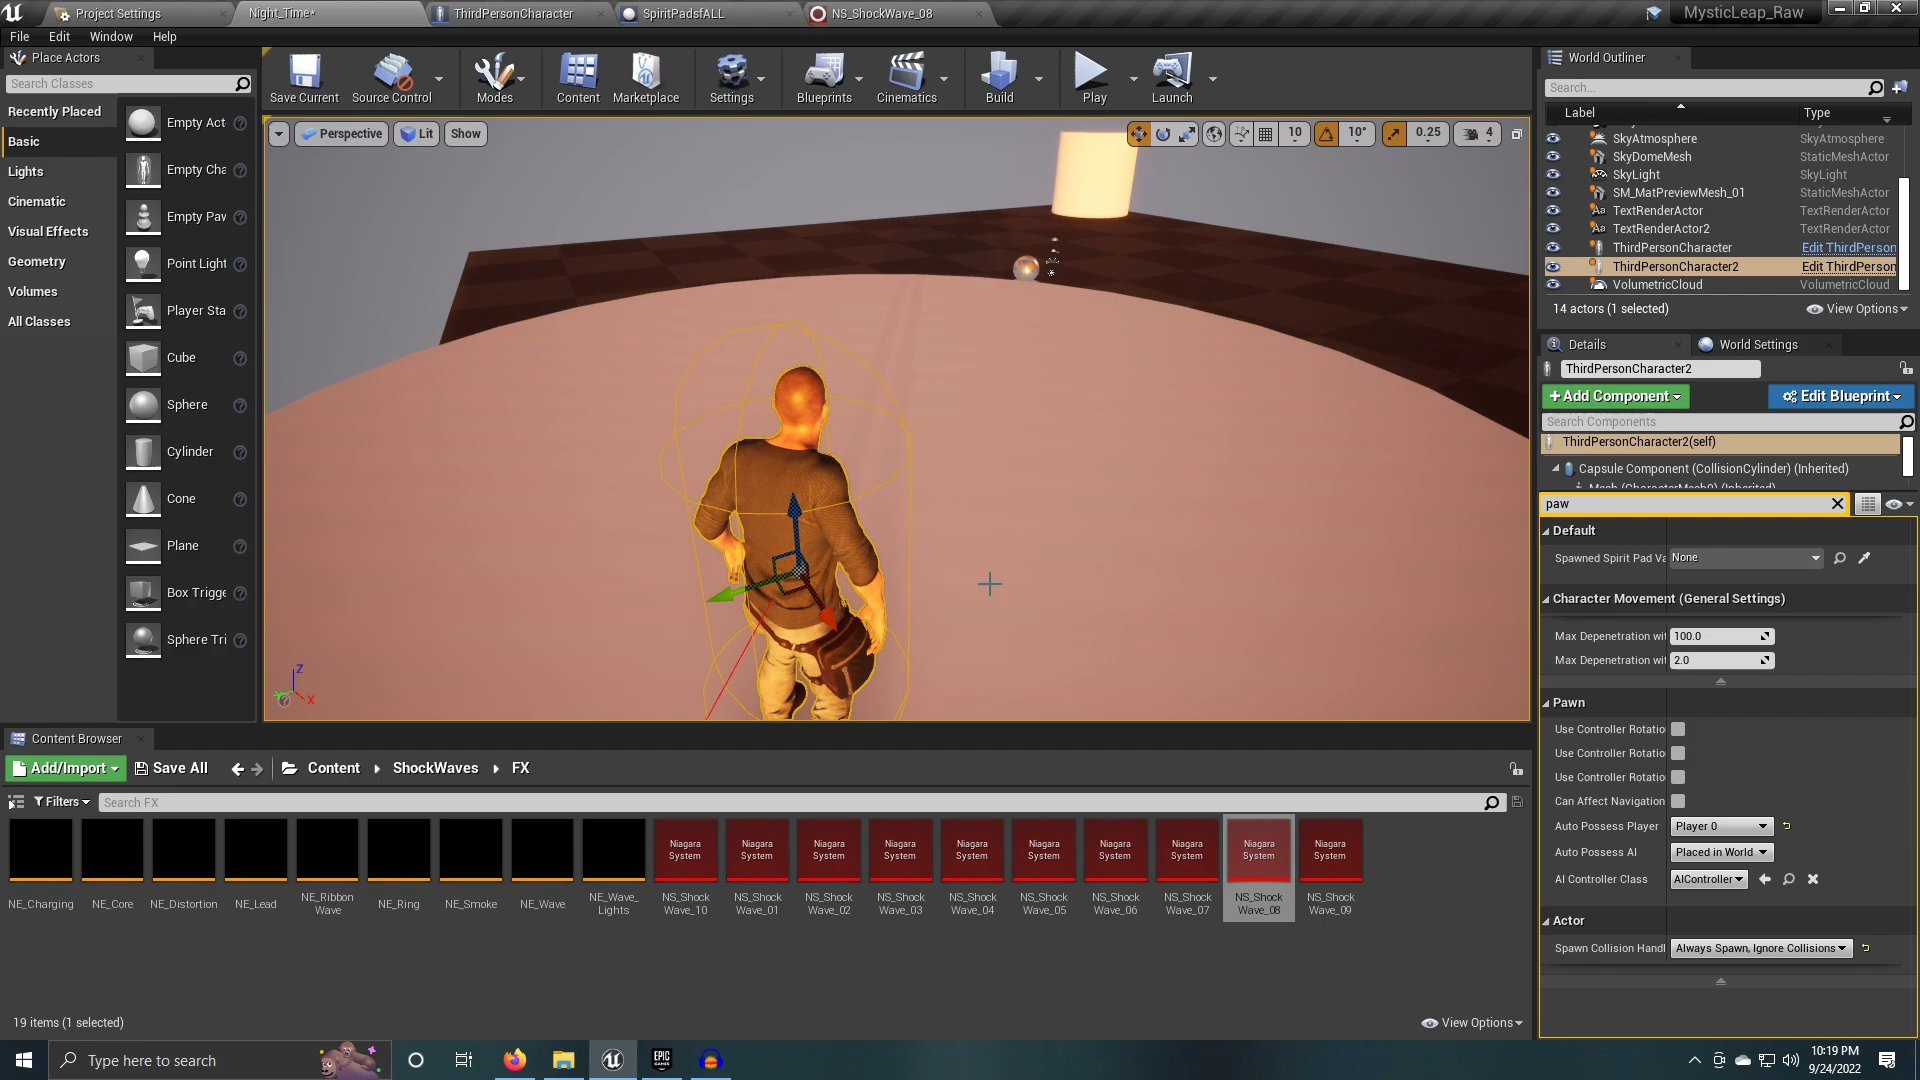 Project Settings
Night_Time*
ThirdPersonCharacter
SpiritPadsfALL
NS_ShockWave_08
MysticLeap_Raw
File Edit Window Help
Place Actors
Search Classes
Recently Placed
Basic
Lights
Cinematic
Visual Effects
Geometry
Volumes
All Classes
Empty Act
Empty Cha
Empty Paw
Point Light
Player Sta
Cube
Sphere
Cylinder
Cone
Plane
Box Trigge
Sphere Tri
Save Current
Source Control
Modes
Content
Marketplace
Settings
Blueprints
Cinematics
Build
Play
Launch
Perspective
Lit
Show
10
10°
0.25
4
Z
X
World Outliner
Search...
Label Type
SkyAtmosphere SkyAtmosphere
SkyDomeMesh StaticMeshActor
SkyLight SkyLight
SM_MatPreviewMesh_01 StaticMeshActor
TextRenderActor TextRenderActor
TextRenderActor2 TextRenderActor
ThirdPersonCharacter Edit ThirdPerson
ThirdPersonCharacter2 Edit ThirdPerson
VolumetricCloud VolumetricCloud
14 actors (1 selected) View Options
Details
World Settings
ThirdPersonCharacter2
+Add Component
Edit Blueprint
Search Components
ThirdPersonCharacter2(self)
Capsule Component (CollisionCylinder) (Inherited)
Mesh (CharacterMesh0) (Inherited)
paw
Default
Spawned Spirit Pad Va None
Character Movement (General Settings)
Max Depenetration wit 100.0
Max Depenetration wit 2.0
Pawn
Use Controller Rotatio
Use Controller Rotatio
Use Controller Rotatio
Can Affect Navigation
Auto Possess Player Player 0
Auto Possess AI Placed in World
AI Controller Class AIController
Actor
Spawn Collision Handl Always Spawn, Ignore Collisions
Content Browser
Add/Import
Save All
Content
ShockWaves
FX
Filters
Search FX
NE_Charging
NE_Core
NE_Distortion
NE_Lead
NE_Ribbon
Wave
NE_Ring
NE_Smoke
NE_Wave
NE_Wave_
Lights
Niagara
System
NS_Shock
Wave_10
Niagara
System
NS_Shock
Wave_01
Niagara
System
NS_Shock
Wave_02
Niagara
System
NS_Shock
Wave_03
Niagara
System
NS_Shock
Wave_04
Niagara
System
NS_Shock
Wave_05
Niagara
System
NS_Shock
Wave_06
Niagara
System
NS_Shock
Wave_07
Niagara
System
NS_Shock
Wave_08
Niagara
System
NS_Shock
Wave_09
19 items (1 selected)
View Options
Type here to search
EPIC
GAMES
10:19 PM
9/24/2022